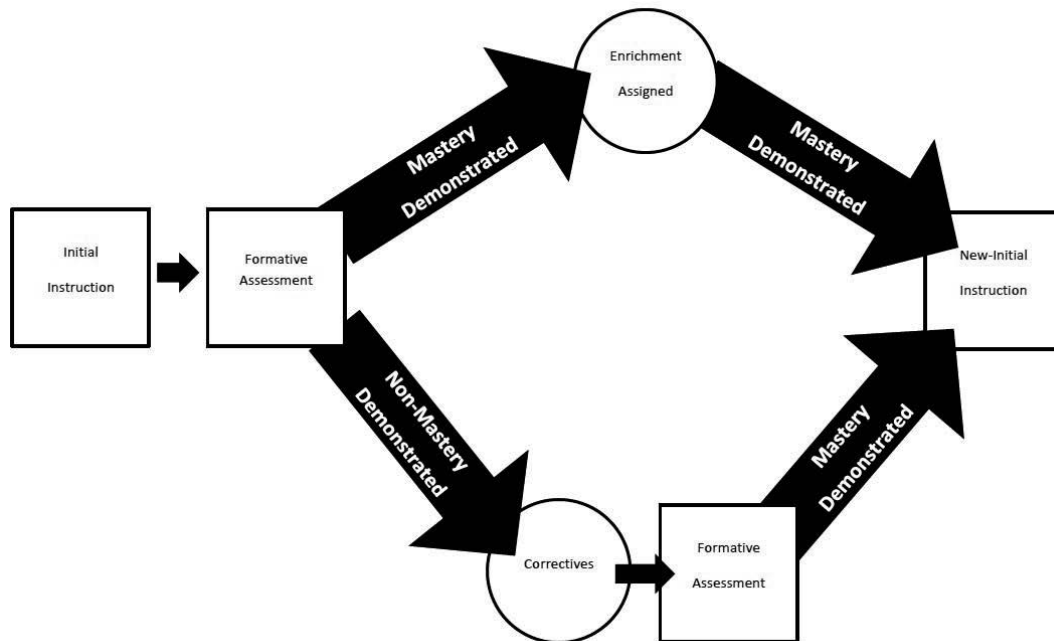 Enrichment
Assigned
Mastery
Demonstrated
Mastery
Demonstrated
Initial
Instruction
Formative
Assessment
New-Initial
Instruction
Non-Mastery
Demonstrated
Mastery
Demonstrated
Correctives
Formative
Assessment